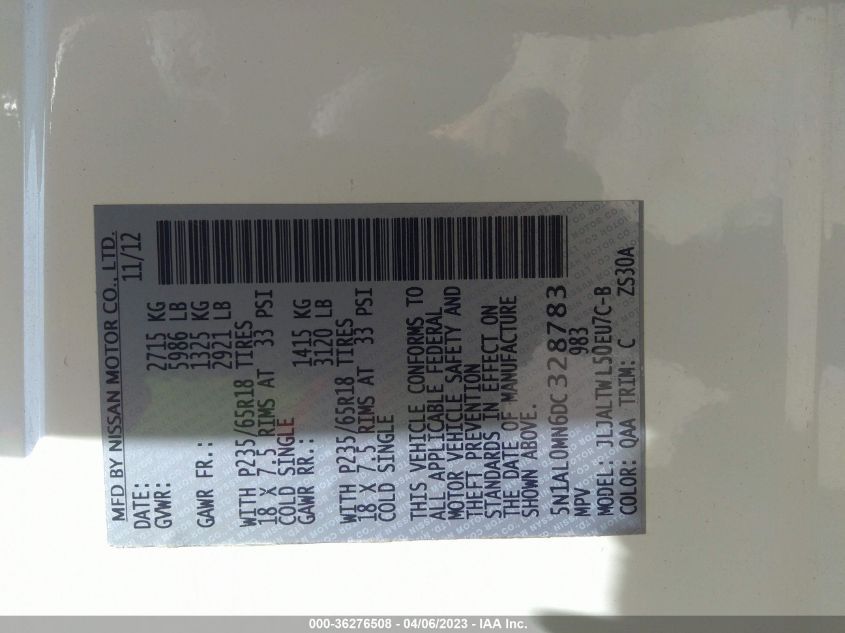 MFD BY NISSAN MOTOR CO., LTD.
DATE: 11/12
GVWR: 2715 KG
5986 LB
GAWR FR.: 1325 KG
2921 LB
WITH P235/65R18 TIRES
18 X 7.5 RIMS AT 33 PSI
COLD SINGLE
GAWR RR.: 1415 KG
3120 LB
WITH P235/65R18 TIRES
18 X 7.5 RIMS AT 33 PSI
COLD SINGLE
THIS VEHICLE CONFORMS TO
ALL APPLICABLE FEDERAL
MOTOR VEHICLE SAFETY AND
THEFT PREVENTION
STANDARDS IN EFFECT ON
THE DATE OF MANUFACTURE
SHOWN ABOVE.
5N1AL0MN6DC328783
MPV 983
MODEL: JLJALTWL50EU7C-B
COLOR: QAA TRIM: C ZS30A
000-36276508 - 04/06/2023 - IAA Inc.